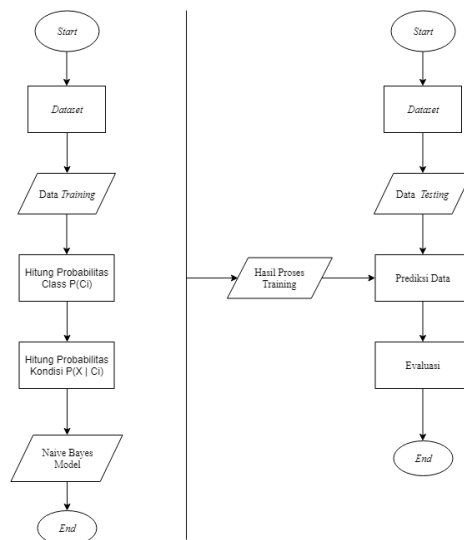 Start
Dataset
Data Training
Hitung Probabilitas
Class P(Ci)
Hitung Probabilitas
Kondisi P(X | Ci)
Naive Bayes
Model
End
Start
Dataset
Data Testing
Hasil Proses
Training
Prediksi Data
Evaluasi
End